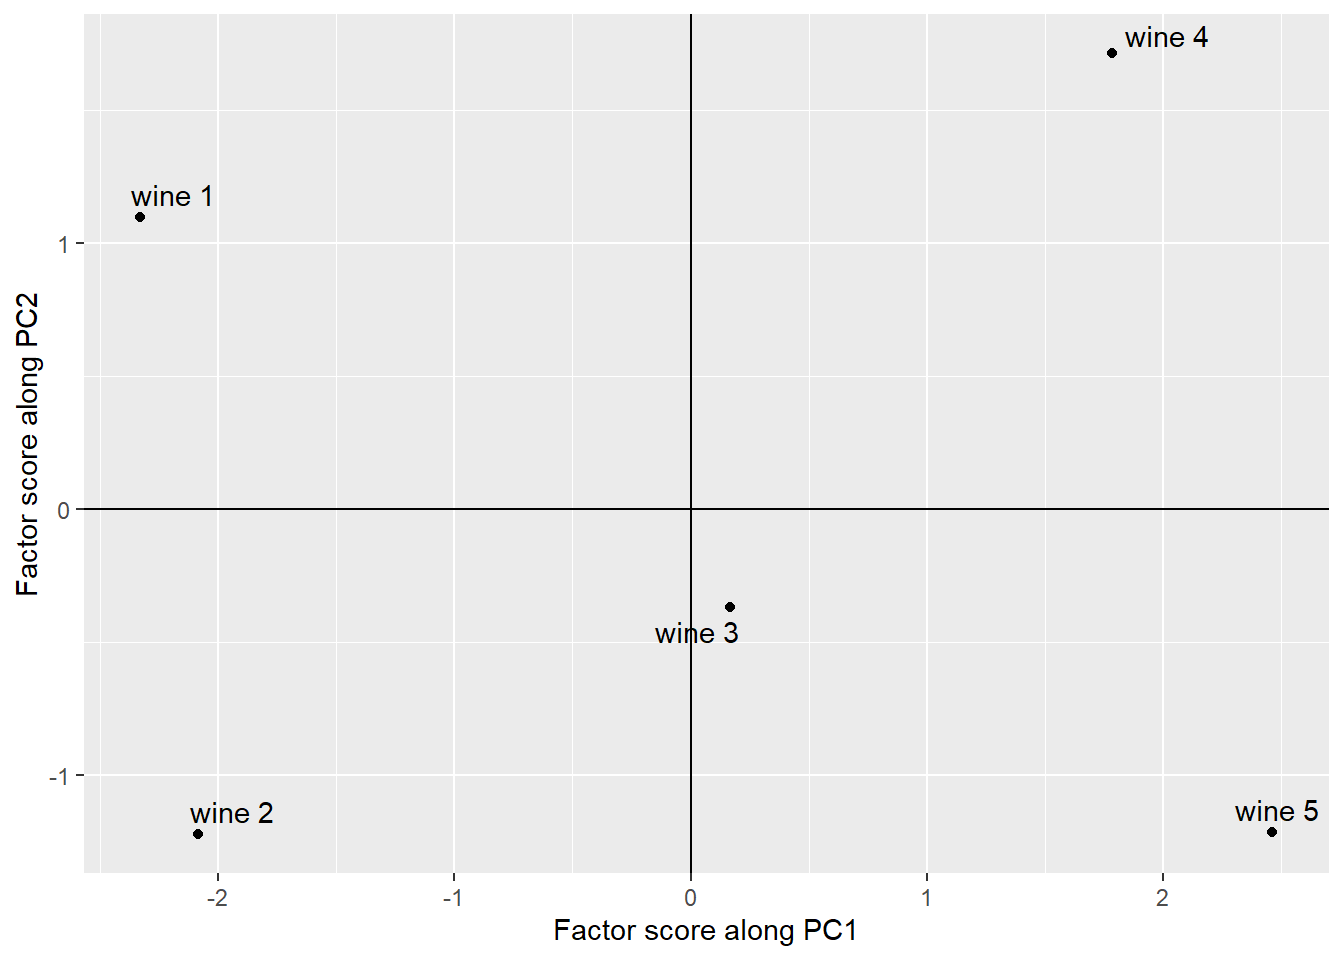 wine 4
wine 1
1
Factor score along PC2
0
wine 3
-1
wine 2
wine 5
-2
-1
0
1
2
Factor score along PC1